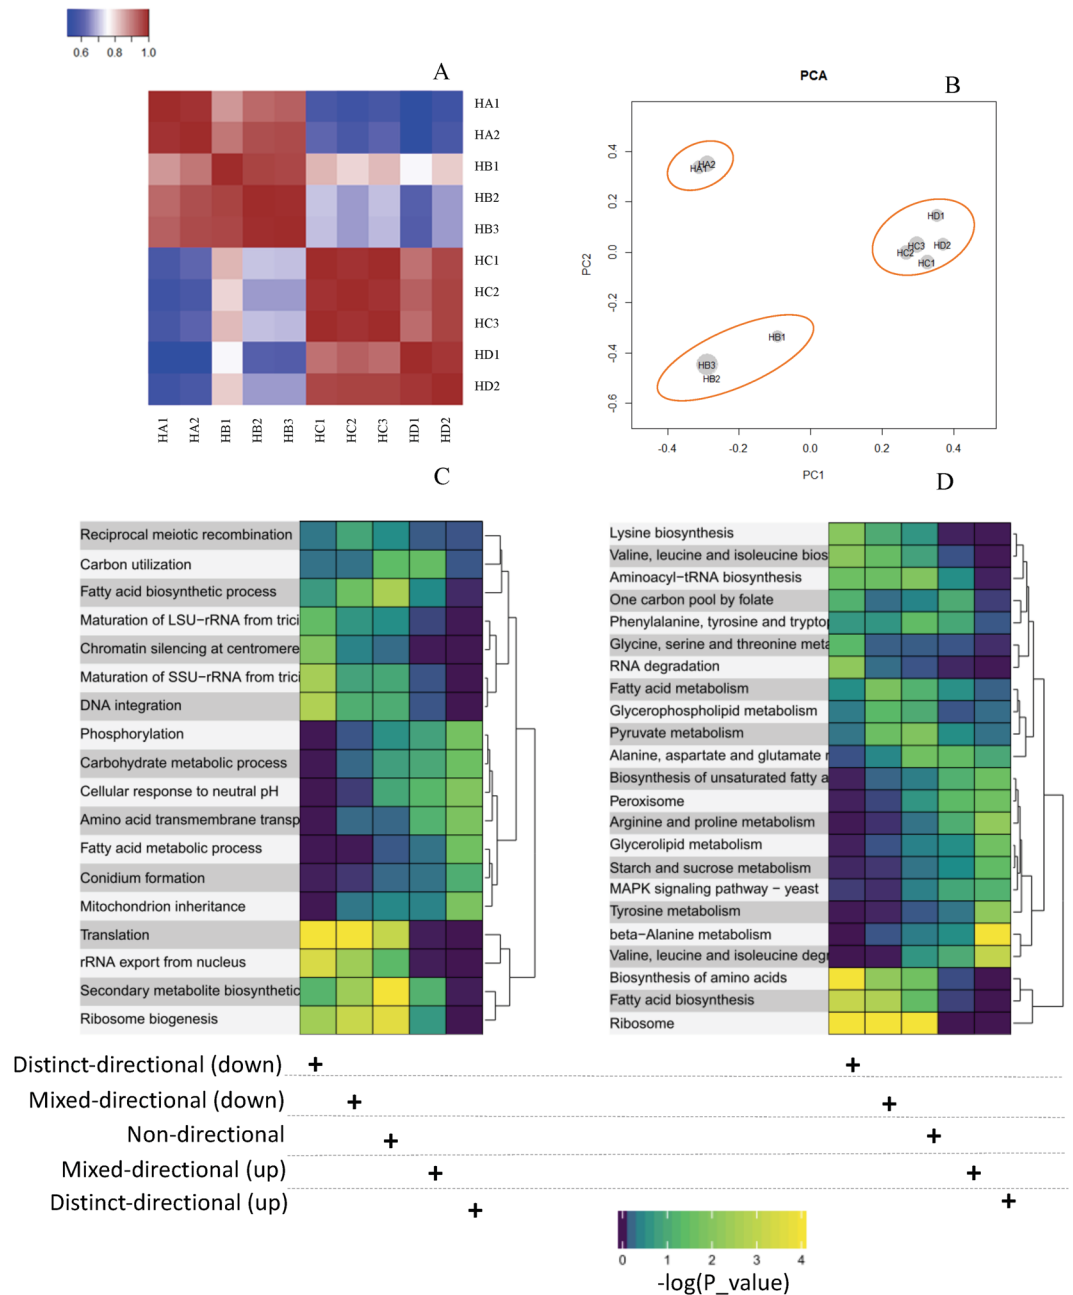 0.6 0.8 1.0
A
HA1
HA2
HB1
HB2
HB3
HC1
HC2
HC3
HD1
HD2
HA1 HA2 HB1 HB2 HB3 HC1 HC2 HC3 HD1 HD2
PCA
B
PC2
0.4
0.2
0.0
-0.2
-0.4
-0.6
HA1 HA2
HD1
HC3 HD2
HC2
HC1
HB1
HB3
HB2
-0.4 -0.2 0.0 0.2 0.4
PC1
C
Reciprocal meiotic recombination
Carbon utilization
Fatty acid biosynthetic process
Maturation of LSU−rRNA from trici
Chromatin silencing at centromere
Maturation of SSU−rRNA from trici
DNA integration
Phosphorylation
Carbohydrate metabolic process
Cellular response to neutral pH
Amino acid transmembrane transp
Fatty acid metabolic process
Conidium formation
Mitochondrion inheritance
Translation
rRNA export from nucleus
Secondary metabolite biosynthetic
Ribosome biogenesis
D
Lysine biosynthesis
Valine, leucine and isoleucine bios
Aminoacyl−tRNA biosynthesis
One carbon pool by folate
Phenylalanine, tyrosine and tryptop
Glycine, serine and threonine meta
RNA degradation
Fatty acid metabolism
Glycerophospholipid metabolism
Pyruvate metabolism
Alanine, aspartate and glutamate r
Biosynthesis of unsaturated fatty a
Peroxisome
Arginine and proline metabolism
Glycerolipid metabolism
Starch and sucrose metabolism
MAPK signaling pathway − yeast
Tyrosine metabolism
beta−Alanine metabolism
Valine, leucine and isoleucine degr
Biosynthesis of amino acids
Fatty acid biosynthesis
Ribosome
Distinct-directional (down) + +
Mixed-directional (down) + +
Non-directional + +
Mixed-directional (up) + +
Distinct-directional (up) + +
0 1 2 3 4
-log(P_value)